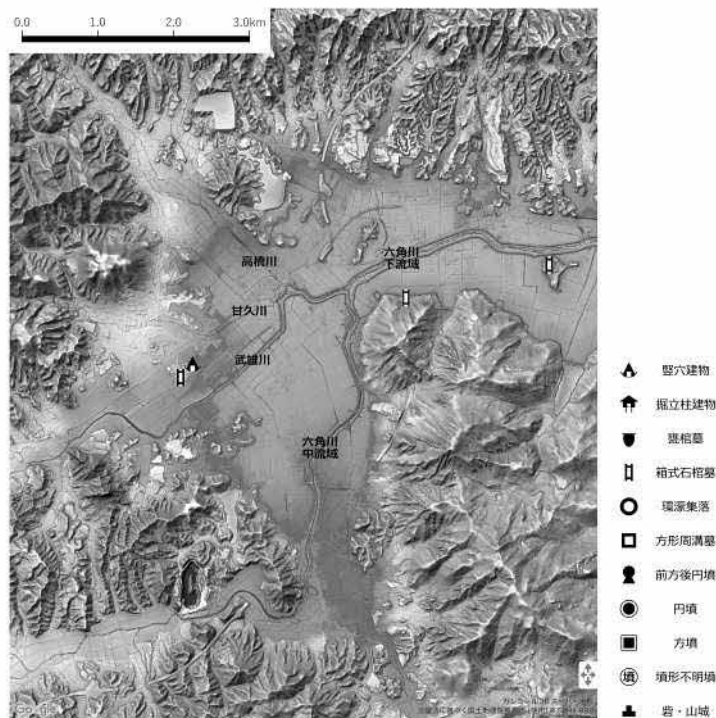 0.0 1.0 2.0 3.0km
高橋川
六角川
下流域
甘久川
武雄川
六角川
中流域
竪穴建物
掘立柱建物
甕棺墓
箱式石棺墓
環濠集落
方形周溝墓
前方後円墳
円墳
方墳
墳
墳形不明墳
砦・山城